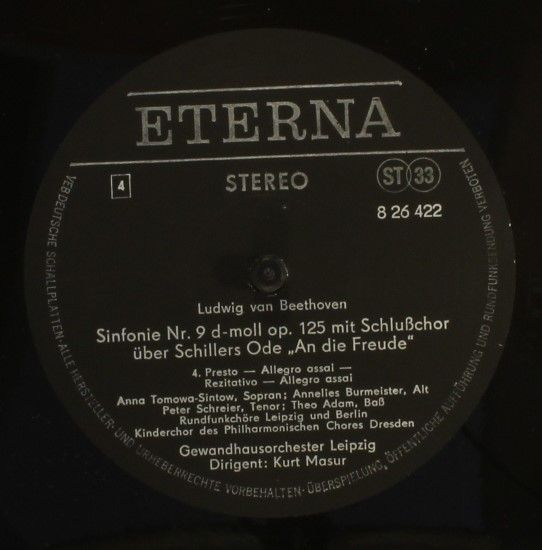 ETERNA
4
STEREO
ST 33
8 26 422
Ludwig van Beethoven
Sinfonie Nr. 9 d-moll op. 125 mit Schlußchor
über Schillers Ode „An die Freude“
4. Presto — Allegro assai —
Rezitativo — Allegro assai
Anna Tomowa-Sintow, Sopran; Annelies Burmeister, Alt
Peter Schreier, Tenor; Theo Adam, Baß
Rundfunkchöre Leipzig und Berlin
Kinderchor des Philharmonischen Chores Dresden
Gewandhausorchester Leipzig
Dirigent: Kurt Masur
VEB DEUTSCHE SCHALLPLATTEN-ALLE HERSTELLER- UND URHEBERRECHTE VORBEHALTEN-ÜBERSPIELUNG, ÖFFENTLICHE AUFFÜHRUNG UND RUNDFUNKSENDUNG VERBOTEN